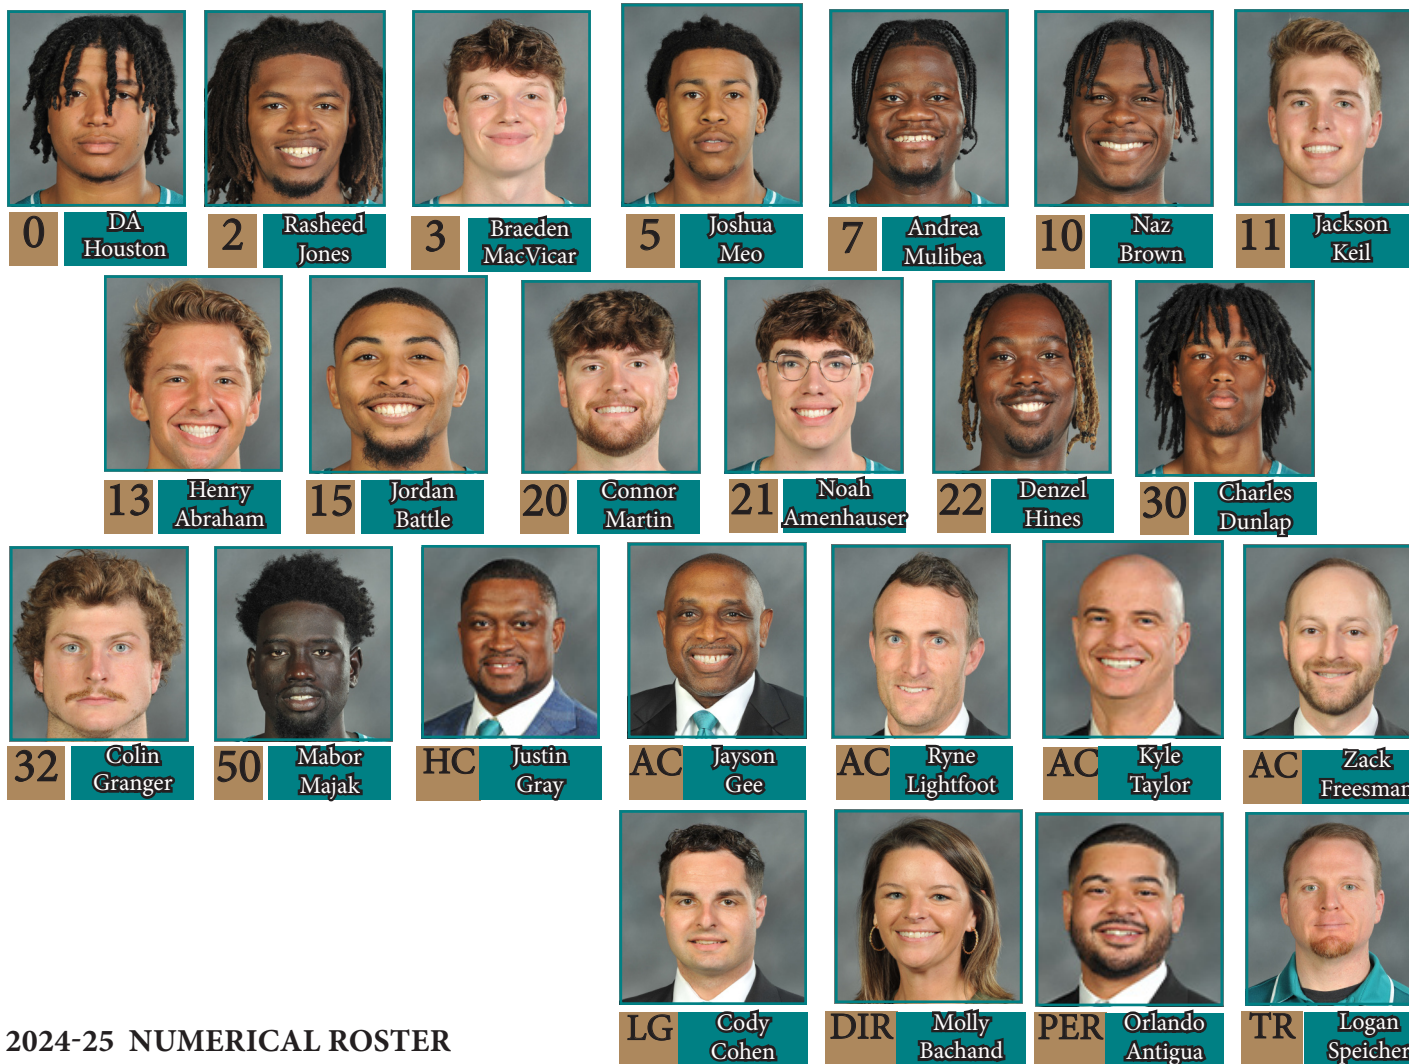 0
DA
Houston
2
Rasheed
Jones
3
Braeden
MacVicar
5
Joshua
Meo
7
Andrea
Mulibea
10
Naz
Brown
11
Jackson
Keil
13
Henry
Abraham
15
Jordan
Battle
20
Connor
Martin
21
Noah
Amenhauser
22
Denzel
Hines
30
Charles
Dunlap
32
Colin
Granger
50
Mabor
Majak
HC
Justin
Gray
AC
Jayson
Gee
AC
Ryne
Lightfoot
AC
Kyle
Taylor
AC
Zack
Freesman
LG
Cody
Cohen
DIR
Molly
Bachand
PER
Orlando
Antigua
TR
Logan
Speicher
2024-25 NUMERICAL ROSTER